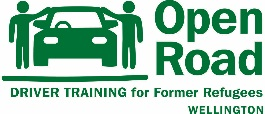 Open
Road
DRIVER TRAINING for Former Refugees
WELLINGTON